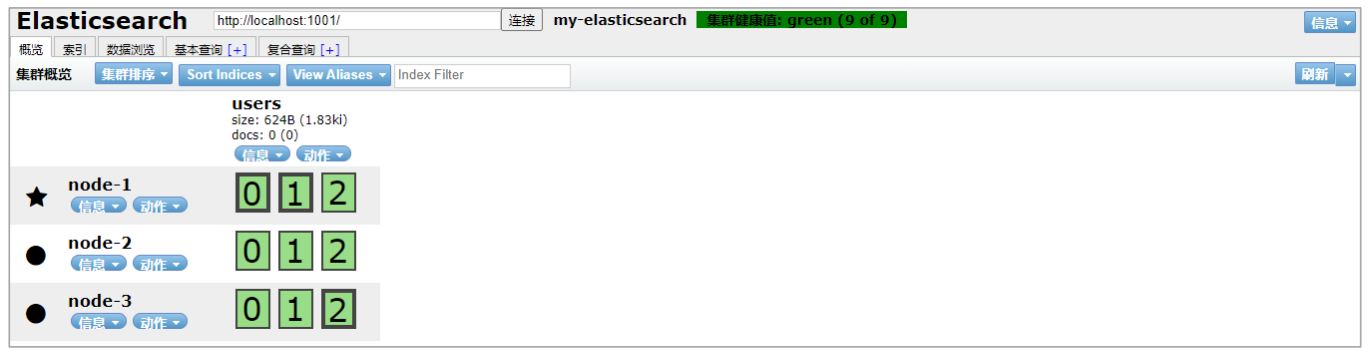 Elasticsearch http://localhost:1001/ 连接 my-elasticsearch 集群健康值: green (9 of 9) 信息
概览 索引 数据浏览 基本查询 [+] 复合查询 [+]
集群概览 集群排序 Sort Indices View Aliases Index Filter 刷新
users
size: 624B (1.83ki)
docs: 0 (0)
信息 动作
node-1 0 1 2
信息 动作
node-2 0 1 2
信息 动作
node-3 0 1 2
信息 动作